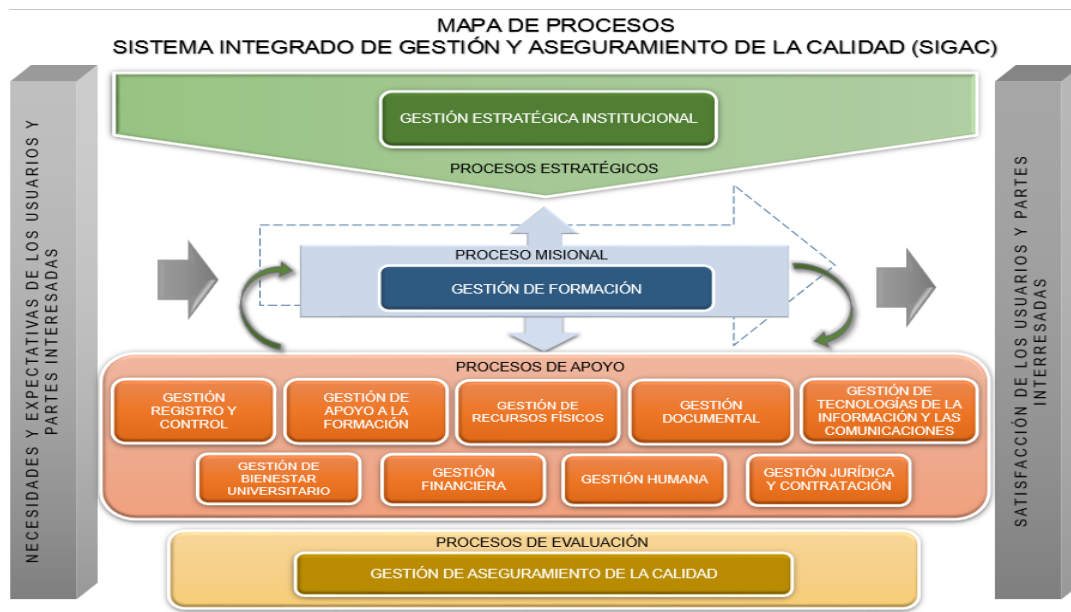 MAPA DE PROCESOS
SISTEMA INTEGRADO DE GESTIÓN Y ASEGURAMIENTO DE LA CALIDAD (SIGAC)
NECESIDADES Y EXPECTATIVAS DE LOS USUARIOS Y
PARTES INTERESADAS
GESTIÓN ESTRATÉGICA INSTITUCIONAL
PROCESOS ESTRATÉGICOS
PROCESO MISIONAL
GESTIÓN DE FORMACIÓN
PROCESOS DE APOYO
GESTIÓN
REGISTRO Y
CONTROL
GESTIÓN DE
APOYO A LA
FORMACIÓN
GESTIÓN DE
RECURSOS FÍSICOS
GESTIÓN
DOCUMENTAL
GESTIÓN DE
TECNOLOGÍAS DE LA
INFORMACIÓN Y LAS
COMUNICACIONES
GESTIÓN DE
BIENESTAR
UNIVERSITARIO
GESTIÓN
FINANCIERA
GESTIÓN HUMANA
GESTIÓN JURÍDICA
Y CONTRATACIÓN
PROCESOS DE EVALUACIÓN
GESTIÓN DE ASEGURAMIENTO DE LA CALIDAD
SATISFACCIÓN DE LOS USUARIOS Y PARTES
INTERRESADAS